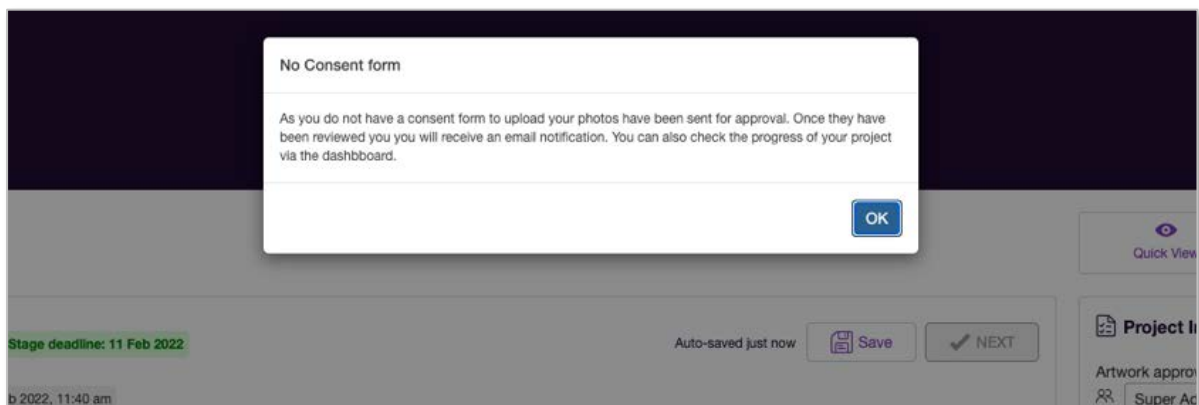 No Consent form
As you do not have a consent form to upload your photos have been sent for approval. Once they have
been reviewed you you will receive an email notification. You can also check the progress of your project
via the dashbboard.
OK
Quick View
Stage deadline: 11 Feb 2022
Auto-saved just now
Save
NEXT
Project I
Artwork approv
b 2022, 11:40 am
Super Ac